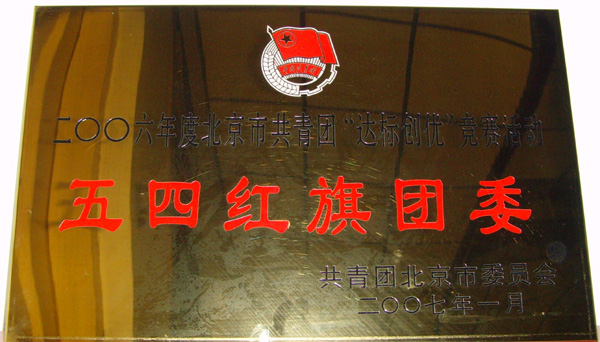 二〇〇六年度北京市共青团“达标创优”竞赛活动
五四红旗团委
共青团北京市委员会
二〇〇七年一月